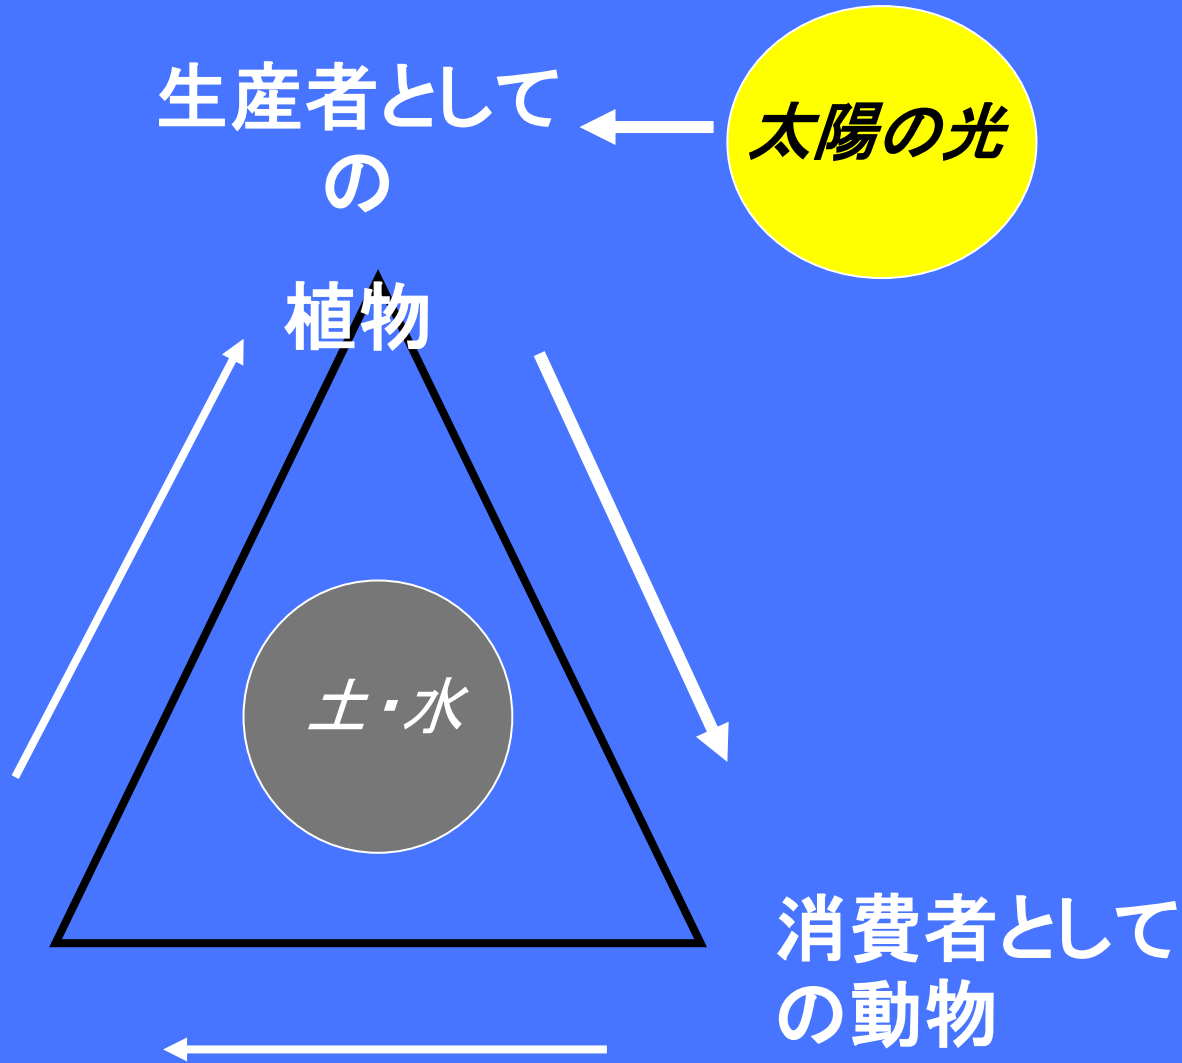 生産者として
の
植物
太陽の光
土・水
消費者として
の動物